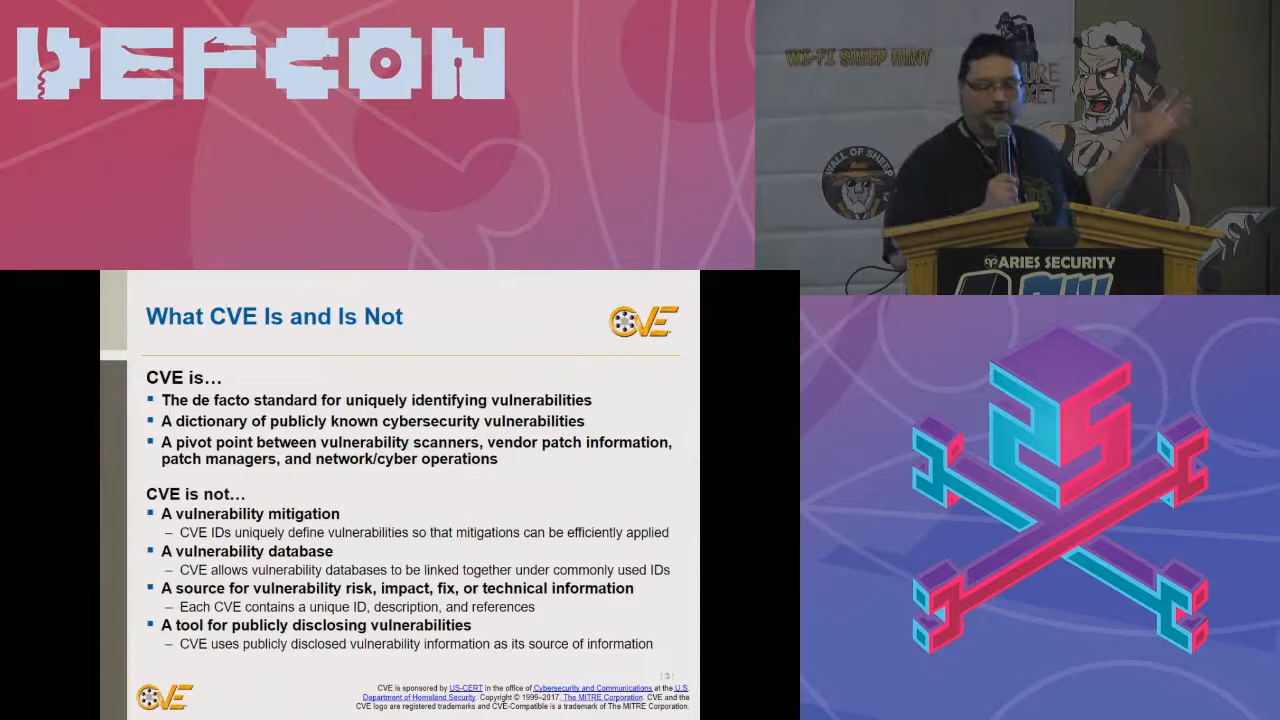 DEFCON
WI-FI SHEEP HUNT
WALL OF SHEEP
ARIES SECURITY
What CVE Is and Is Not
CVE
CVE is…
▪ The de facto standard for uniquely identifying vulnerabilities
▪ A dictionary of publicly known cybersecurity vulnerabilities
▪ A pivot point between vulnerability scanners, vendor patch information,
patch managers, and network/cyber operations
CVE is not…
▪ A vulnerability mitigation
– CVE IDs uniquely define vulnerabilities so that mitigations can be efficiently applied
▪ A vulnerability database
– CVE allows vulnerability databases to be linked together under commonly used IDs
▪ A source for vulnerability risk, impact, fix, or technical information
– Each CVE contains a unique ID, description, and references
▪ A tool for publicly disclosing vulnerabilities
– CVE uses publicly disclosed vulnerability information as its source of information
| 3 |
CVE
CVE is sponsored by US-CERT in the office of Cybersecurity and Communications at the U.S.
Department of Homeland Security. Copyright © 1999–2017, The MITRE Corporation. CVE and the
CVE logo are registered trademarks and CVE-Compatible is a trademark of The MITRE Corporation.
25